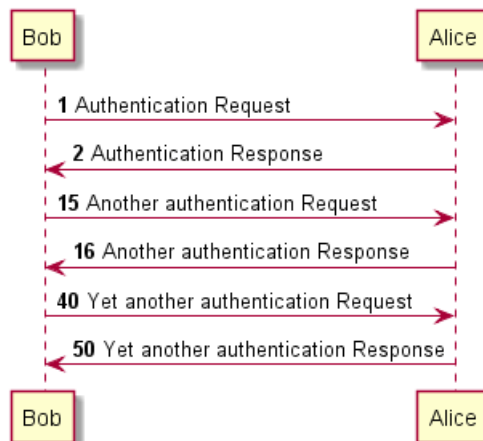 Bob Alice
1 Authentication Request
2 Authentication Response
15 Another authentication Request
16 Another authentication Response
40 Yet another authentication Request
50 Yet another authentication Response
Bob Alice